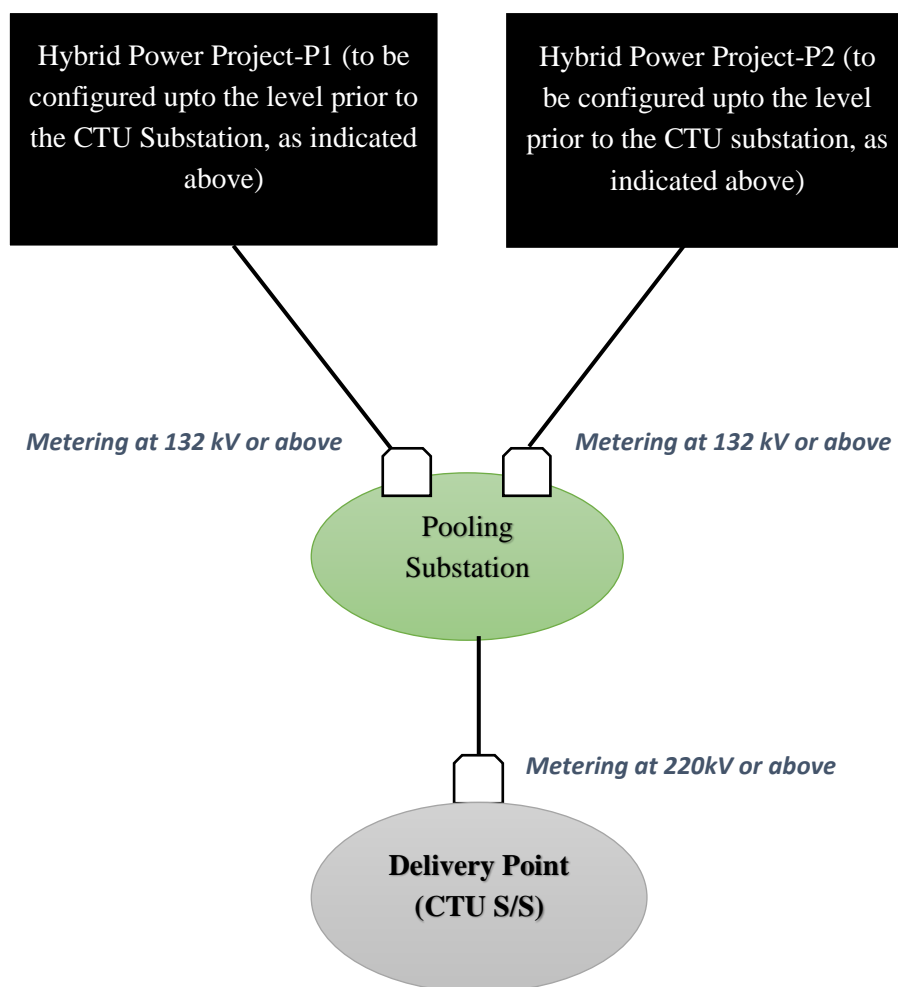 Hybrid Power Project-P1 (to be
configured upto the level prior to
the CTU Substation, as indicated
above)
Hybrid Power Project-P2 (to
be configured upto the level
prior to the CTU substation, as
indicated above)
Metering at 132 kV or above
Metering at 132 kV or above
Pooling
Substation
Metering at 220kV or above
Delivery Point
(CTU S/S)